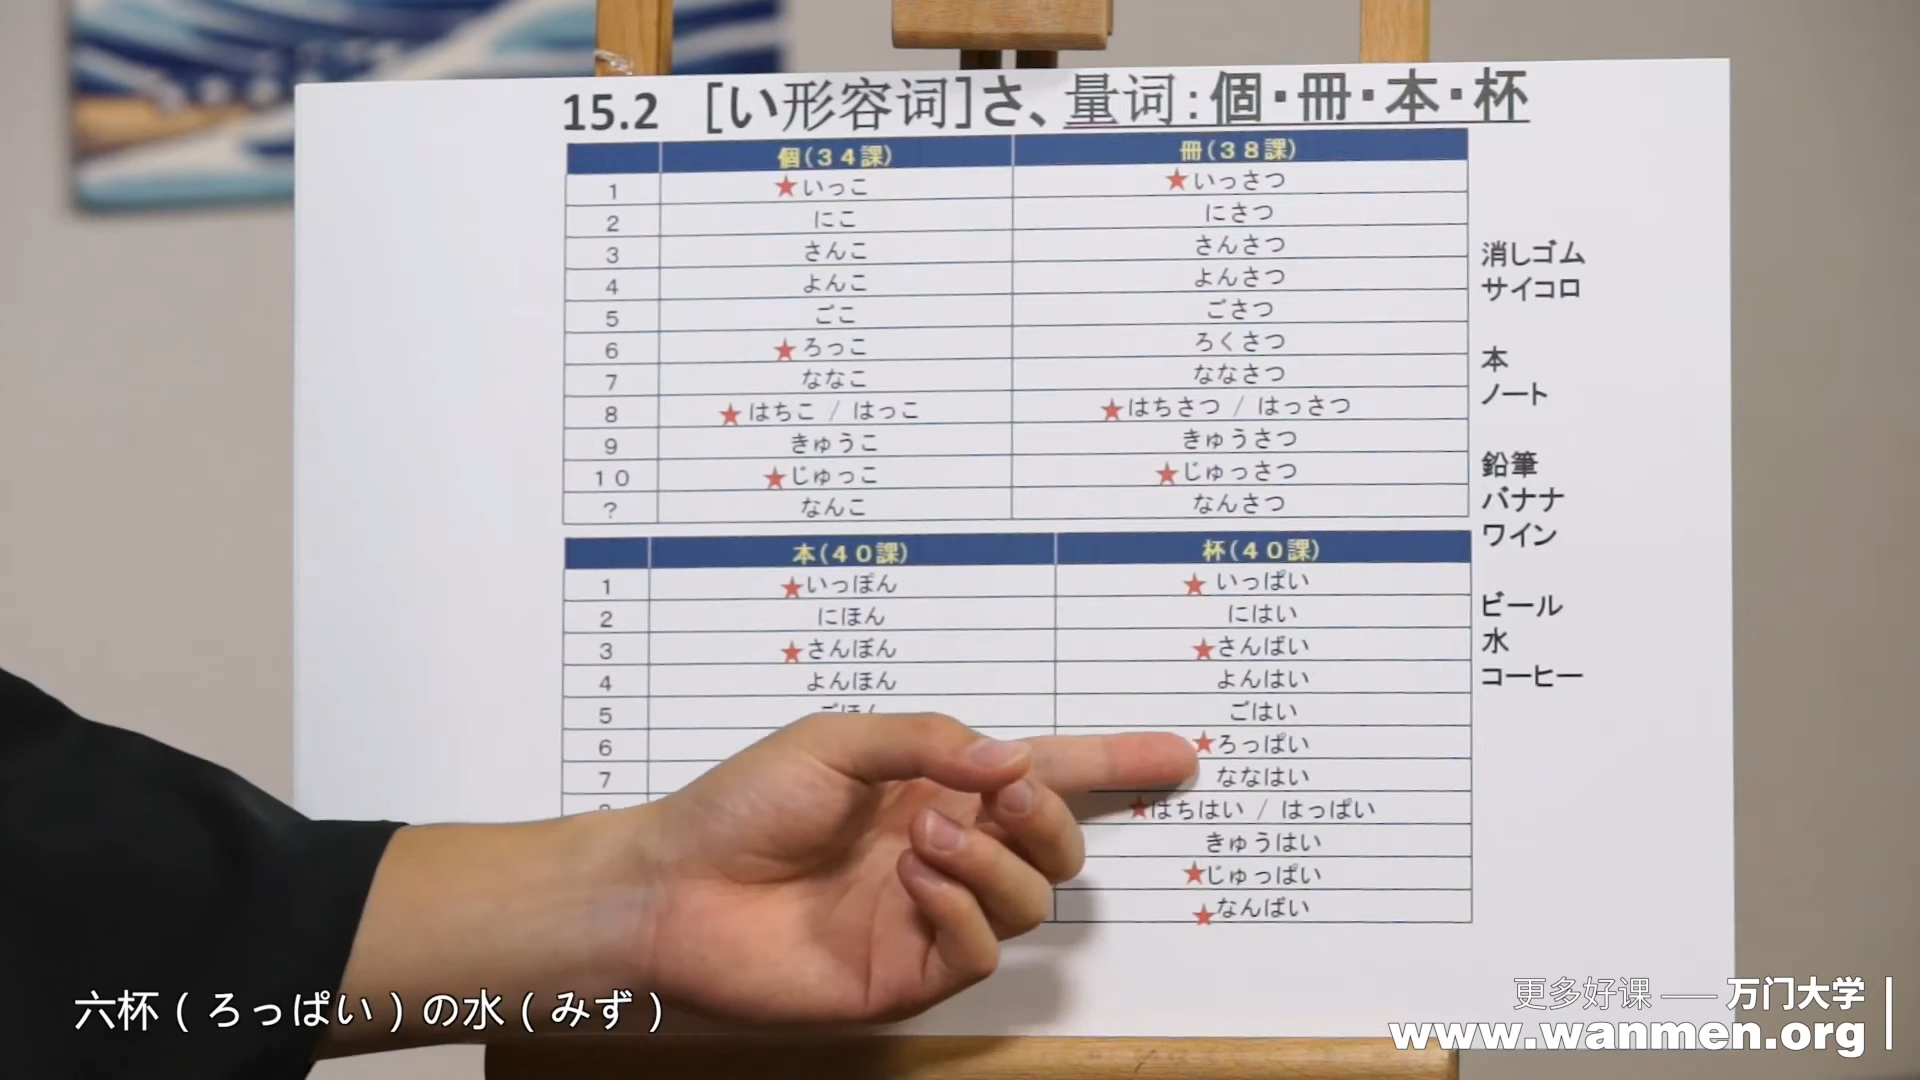 15.2 [い形容词]さ、量词:個・冊・本・杯
個(34課) 冊(38課)
1 ★いっこ ★いっさつ
2 にこ にさつ
3 さんこ さんさつ
4 よんこ よんさつ
5 ごこ ごさつ
6 ★ろっこ ろくさつ
7 ななこ ななさつ
8 ★はちこ / はっこ ★はちさつ / はっさつ
9 きゅうこ きゅうさつ
10 ★じゅっこ ★じゅっさつ
? なんこ なんさつ
消しゴム
サイコロ
本
ノート
鉛筆
バナナ
ワイン
ビール
水
コーヒー
本(40課) 杯(40課)
1 ★いっぽん ★いっぱい
2 にほん にはい
3 ★さんぼん ★さんばい
4 よんほん よんはい
5 ごほん ごはい
6 ★ろっぱい
7 ななはい
★はちはい / はっぱい
きゅうはい
★じゅっぱい
★なんばい
六杯(ろっぱい)の水(みず)
更多好课 —— 万门大学
www.wanmen.org